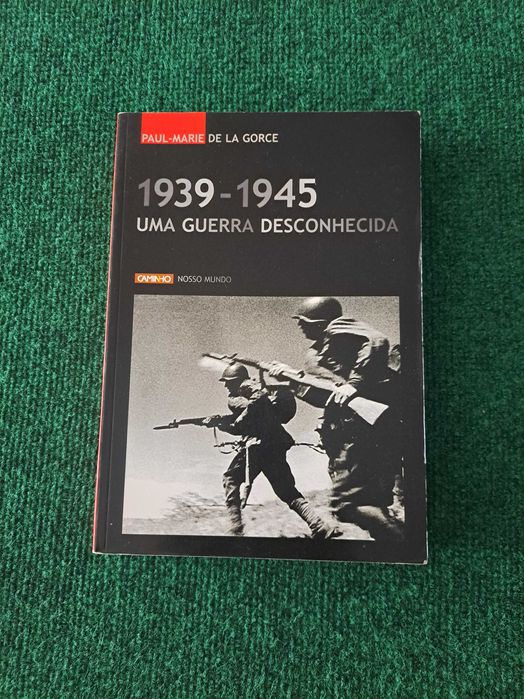 PAUL-MARIE DE LA GORCE
1939-1945
UMA GUERRA DESCONHECIDA
CAMINHO NOSSO MUNDO